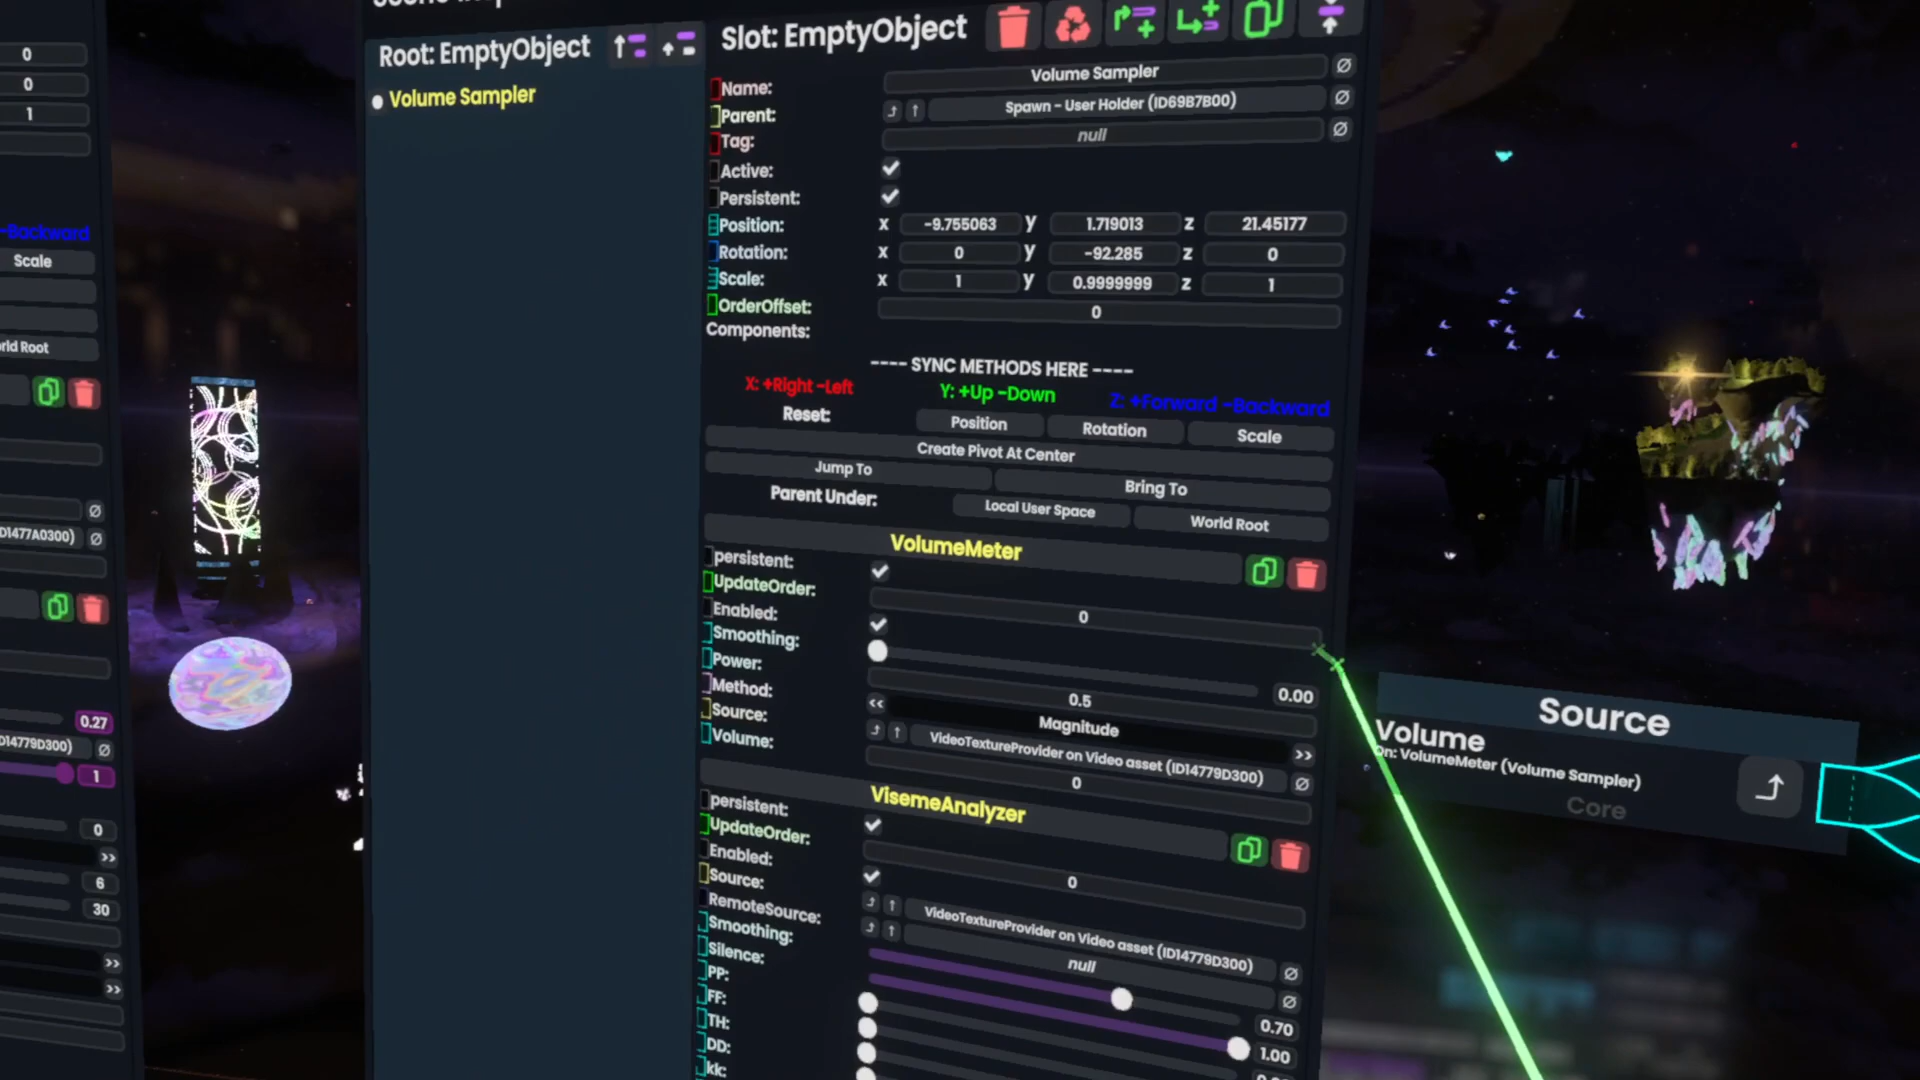 0
0
1
-Backward
Scale
rld Root
D1477A0300)
0.27
D14779D300)
1
0
>>
6
30
>>
>>
Root: EmptyObject
Volume Sampler
Slot: EmptyObject
Name:
Volume Sampler
Ø
Parent:
Spawn - User Holder (ID69B7B00)
Ø
Tag:
null
Ø
Active:
Persistent:
Position:
x -9.755063 y 1.719013 z 21.45177
Rotation:
x 0 y -92.285 z 0
Scale:
x 1 y 0.9999999 z 1
OrderOffset:
0
Components:
---- SYNC METHODS HERE ----
X: +Right -Left Y: +Up -Down Z: +Forward -Backward
Reset: Position Rotation Scale
Create Pivot At Center
Jump To Bring To
Parent Under: Local User Space World Root
VolumeMeter
persistent:
UpdateOrder:
0
Enabled:
Smoothing:
0.00
Power:
0.5
Method:
<< Magnitude >>
Source:
VideoTextureProvider on Video asset (ID14779D300) Ø
Volume:
0
VisemeAnalyzer
persistent:
UpdateOrder:
0
Enabled:
Source:
VideoTextureProvider on Video asset (ID14779D300) Ø
RemoteSource:
null Ø
Smoothing:
0.70
Silence:
1.00
PP:
FF:
TH:
DD:
kk:
Source
Volume
on: VolumeMeter (Volume Sampler)
Core